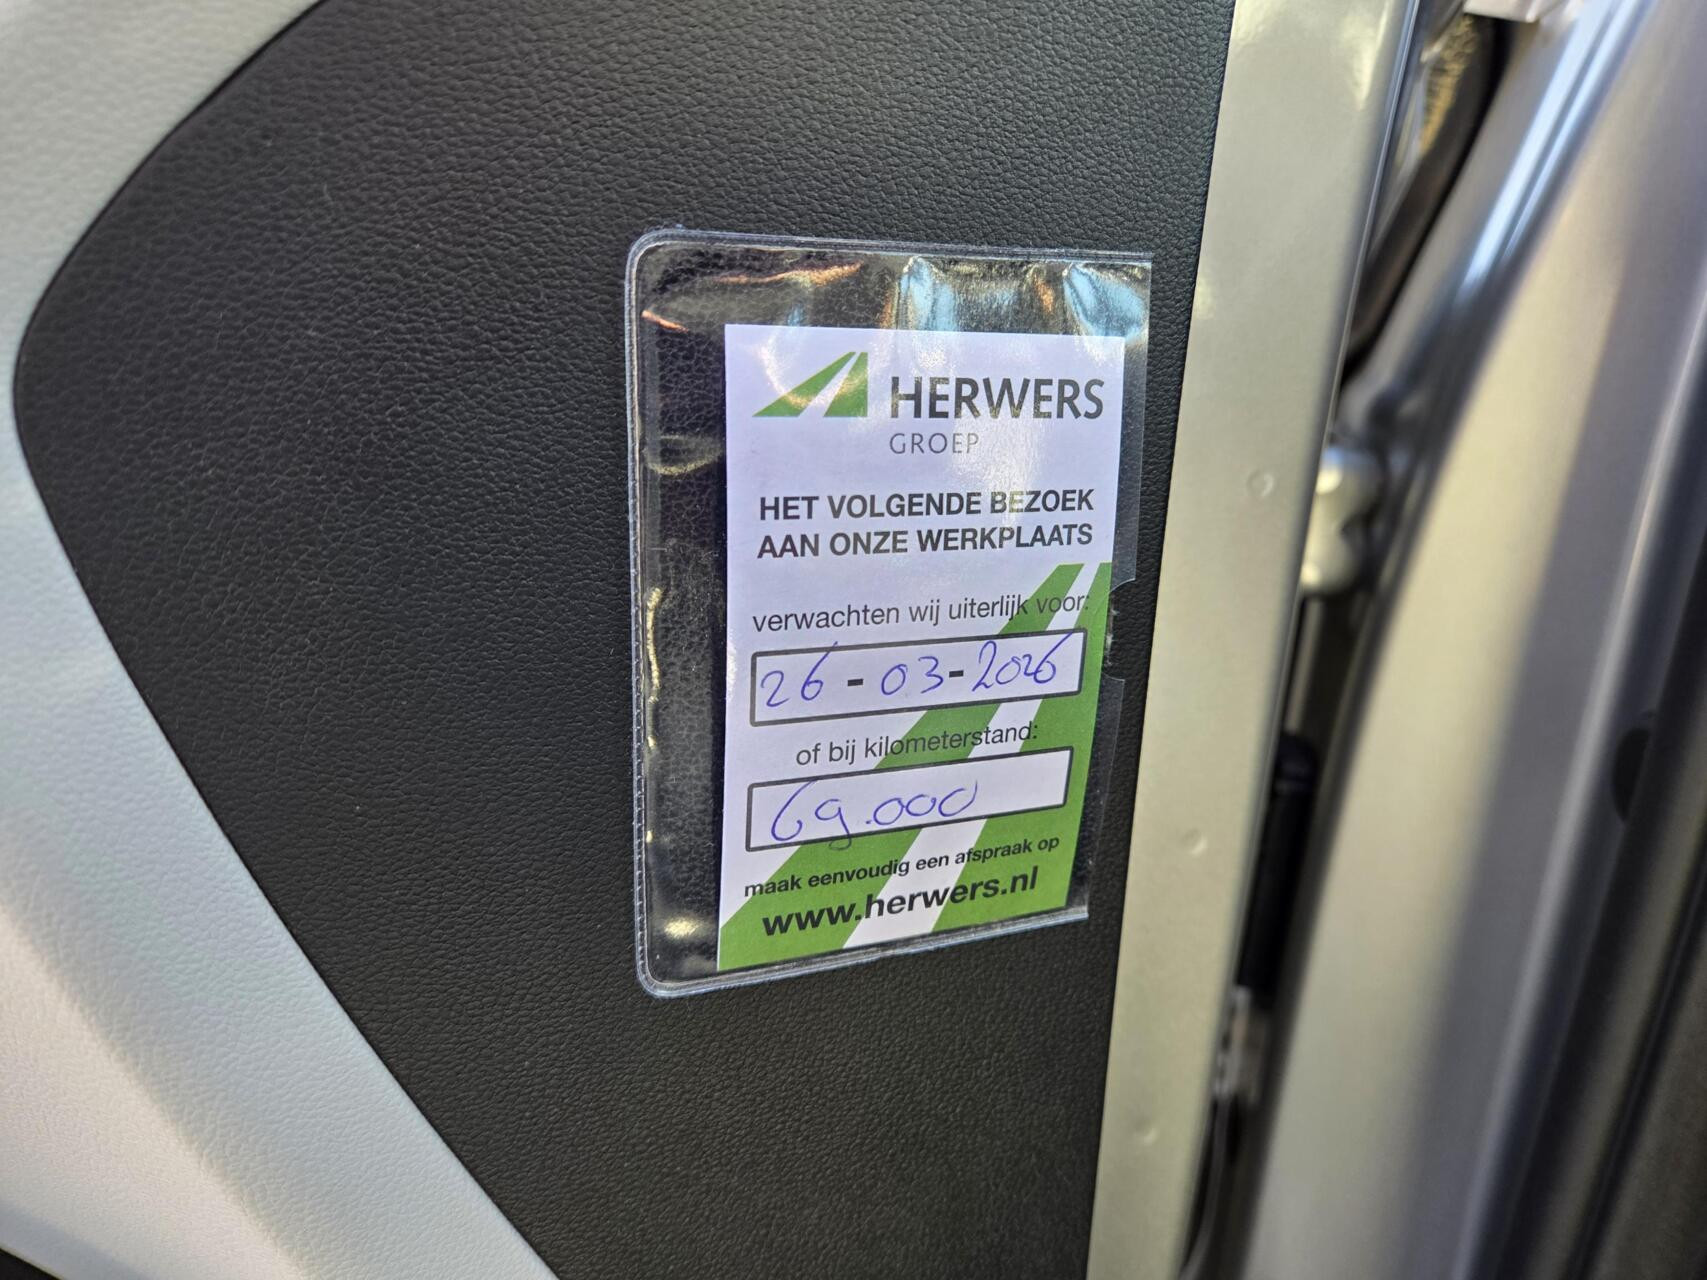 HERWERS
GROEP
HET VOLGENDE BEZOEK
AAN ONZE WERKPLAATS
verwachten wij uiterlijk voor:
26 - 03 - 2026
of bij kilometerstand:
69.000
maak eenvoudig een afspraak op
www.herwers.nl